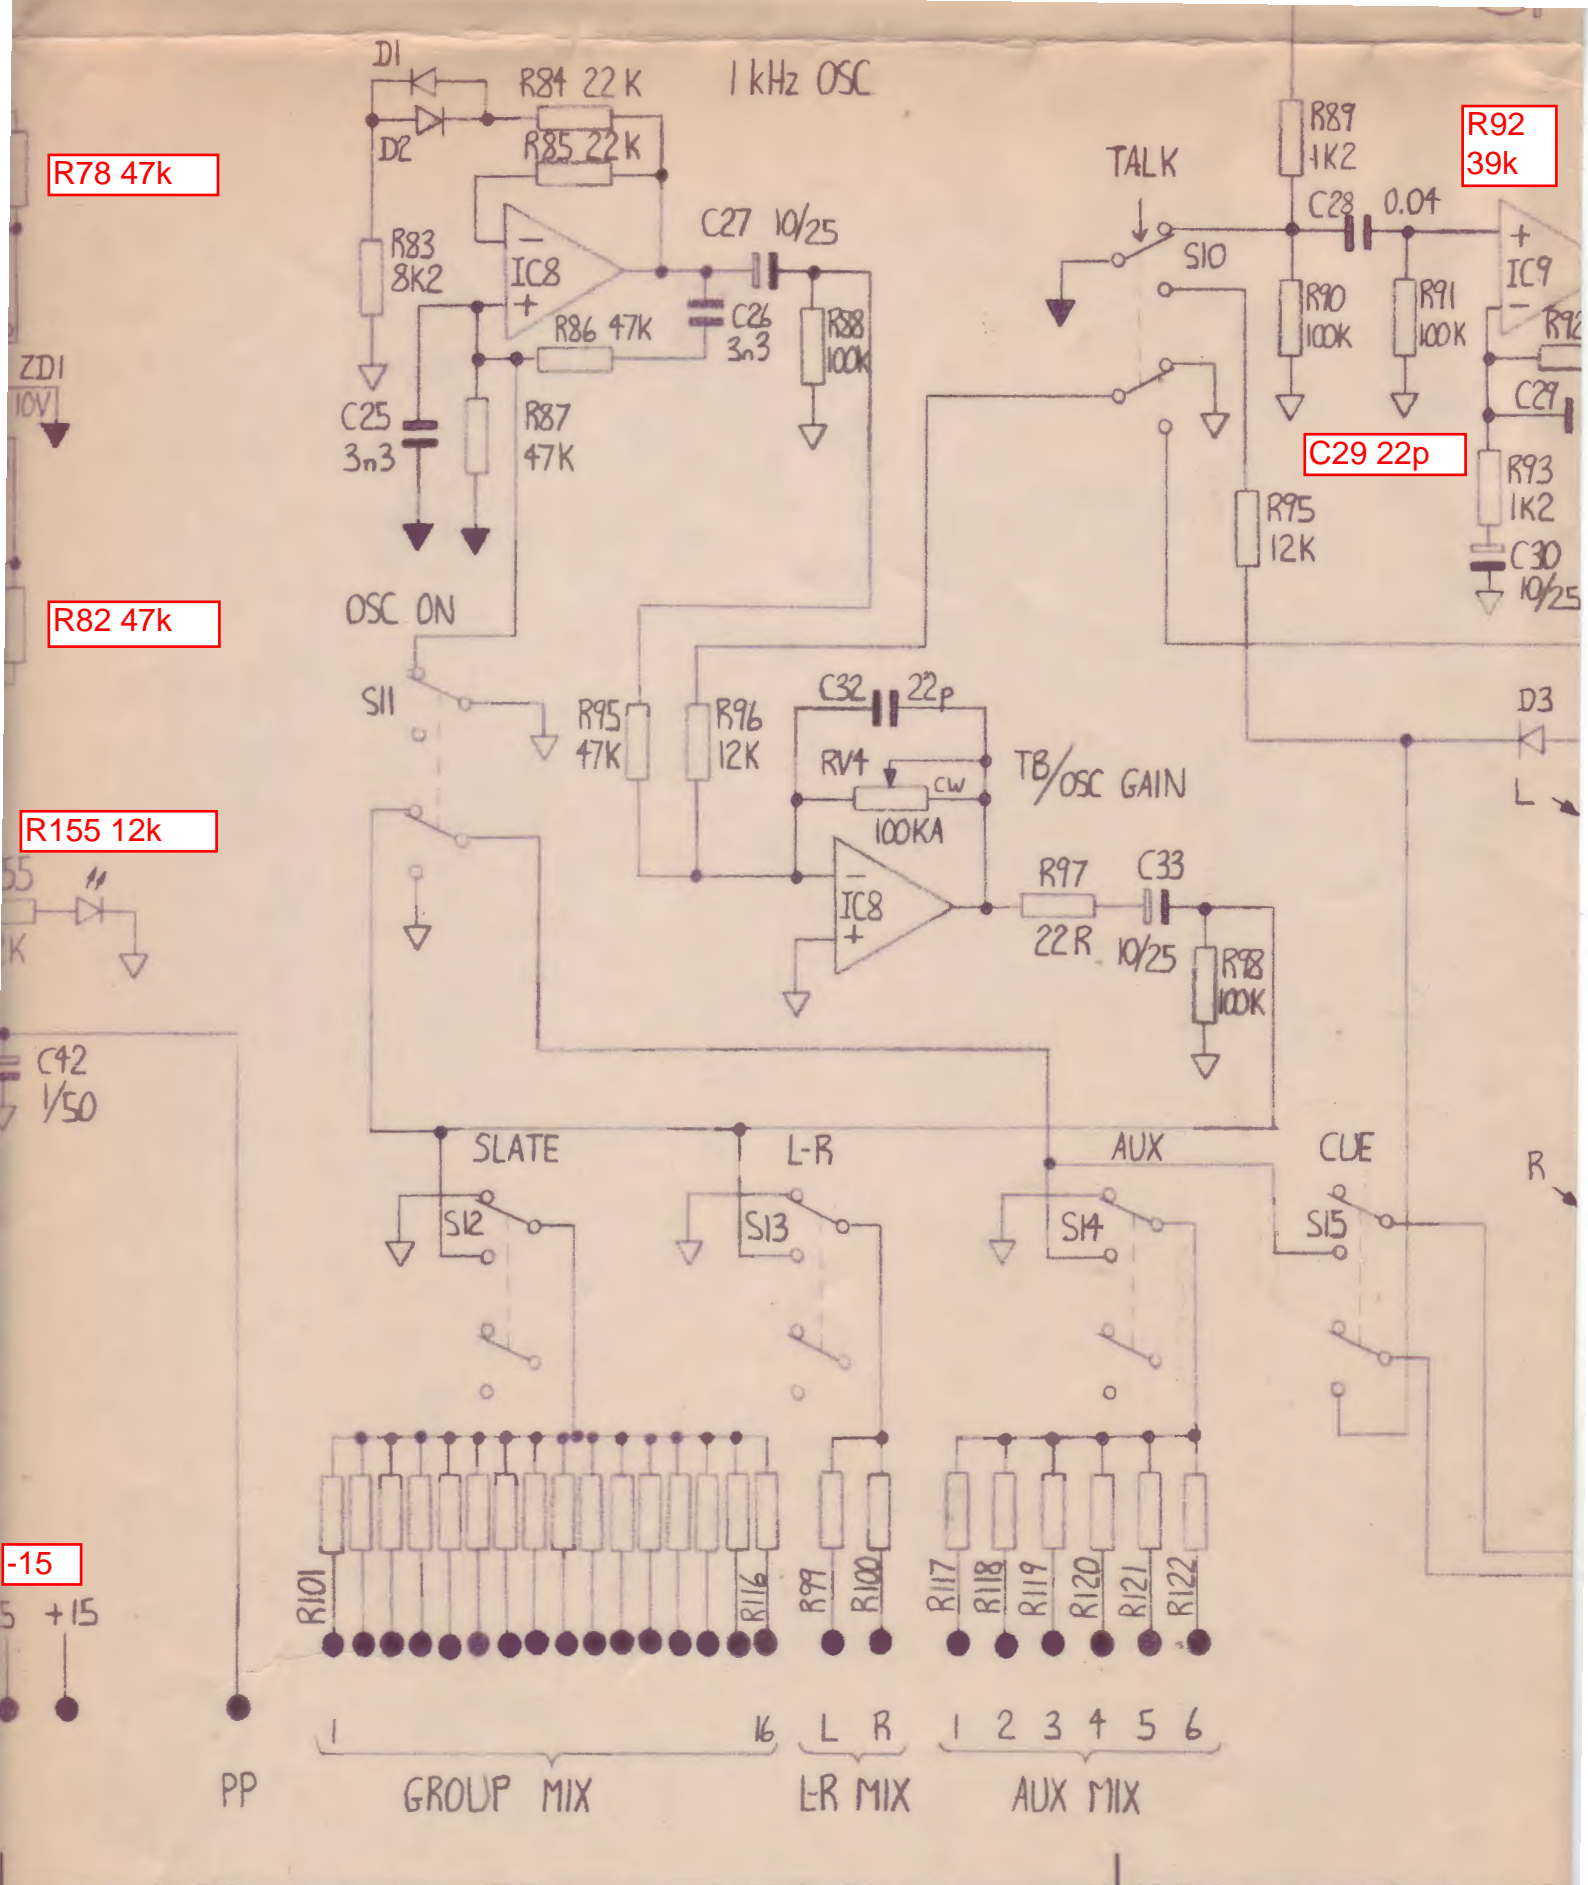 D1
R84 22K
1 kHz OSC
D2
R85 22K
R89
1K2
R92
39k
TALK
R78 47k
C28 0.04
C27 10/25
S10
+
IC9
−
R83
8K2
−
IC8
+
R90
100K
R91
100K
R86 47K
C26
3n3
R88
100K
R92
ZD1
10V
C29
C25
3n3
R87
47K
C29 22p
R93
1K2
R95
12K
C30
10/25
OSC ON
R82 47k
S11
C32 22p
D3
R95
47K
R96
12K
RV4
CW
100KA
TB/OSC GAIN
L
R155 12k
55
K
−
IC8
+
R97
22R
C33
10/25
R98
100K
C42
1/50
SLATE
L-R
AUX
CUE
R
S12
S13
S14
S15
-15
5 +15
R101
R116
R99
R100
R117
R118
R119
R120
R121
R122
1 16 L R 1 2 3 4 5 6
PP GROUP MIX L-R MIX AUX MIX